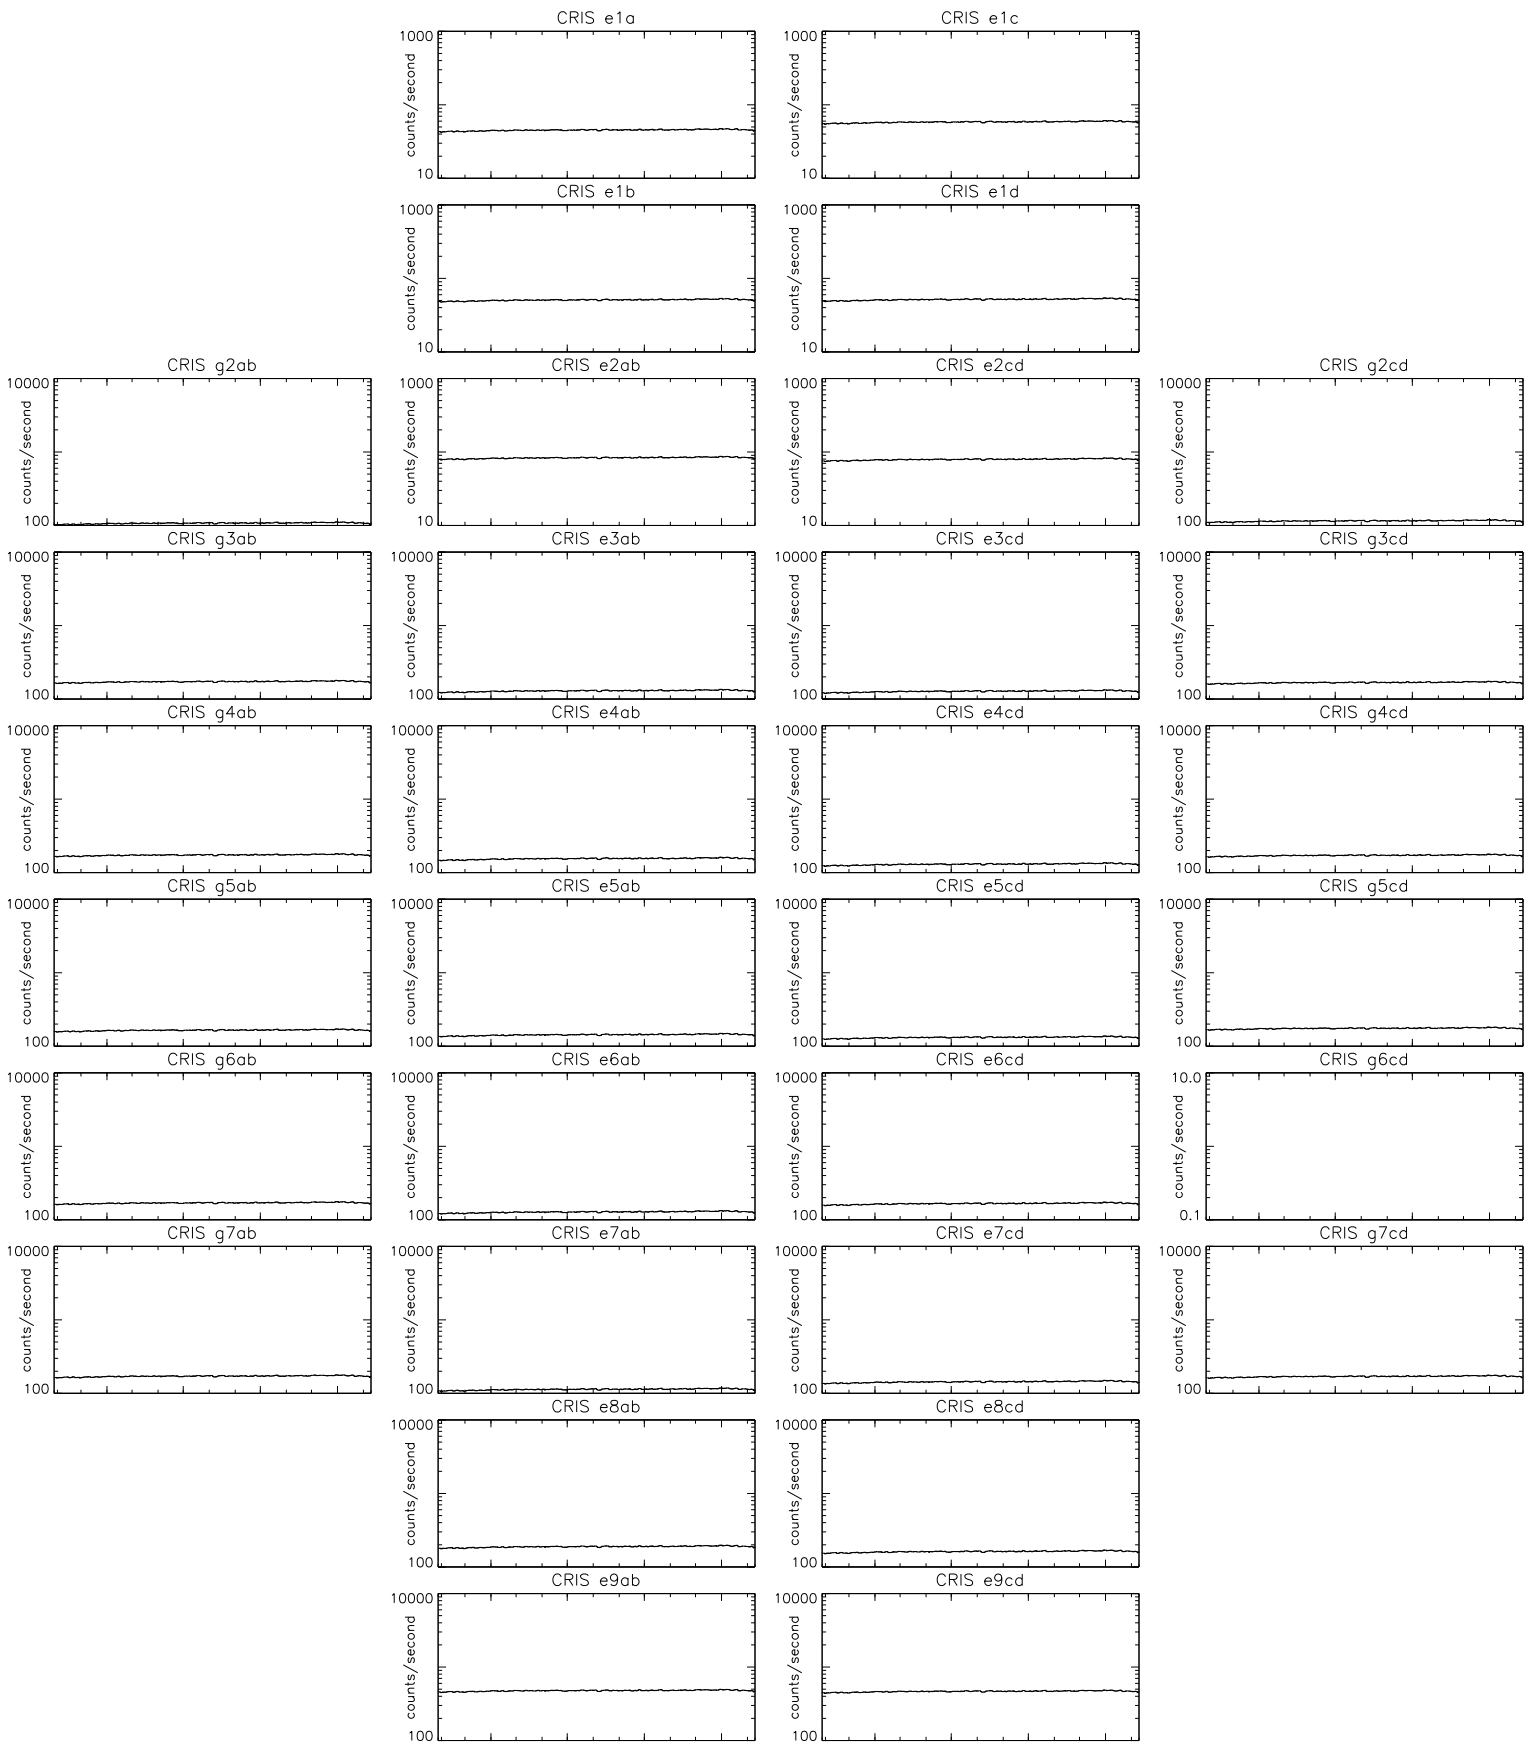 CRIS e1a
CRIS e1c
1000
counts/second
10
1000
counts/second
10
CRIS e1b
CRIS e1d
1000
counts/second
10
1000
counts/second
10
CRIS g2ab
CRIS e2ab
CRIS e2cd
CRIS g2cd
10000
counts/second
100
1000
counts/second
10
1000
counts/second
10
10000
counts/second
100
CRIS g3ab
CRIS e3ab
CRIS e3cd
CRIS g3cd
10000
counts/second
100
10000
counts/second
100
10000
counts/second
100
10000
counts/second
100
CRIS g4ab
CRIS e4ab
CRIS e4cd
CRIS g4cd
10000
counts/second
100
10000
counts/second
100
10000
counts/second
100
10000
counts/second
100
CRIS g5ab
CRIS e5ab
CRIS e5cd
CRIS g5cd
10000
counts/second
100
10000
counts/second
100
10000
counts/second
100
10000
counts/second
100
CRIS g6ab
CRIS e6ab
CRIS e6cd
CRIS g6cd
10000
counts/second
100
10000
counts/second
100
10000
counts/second
100
10.0
counts/second
0.1
CRIS g7ab
CRIS e7ab
CRIS e7cd
CRIS g7cd
10000
counts/second
100
10000
counts/second
100
10000
counts/second
100
10000
counts/second
100
CRIS e8ab
CRIS e8cd
10000
counts/second
100
10000
counts/second
100
CRIS e9ab
CRIS e9cd
10000
counts/second
100
10000
counts/second
100